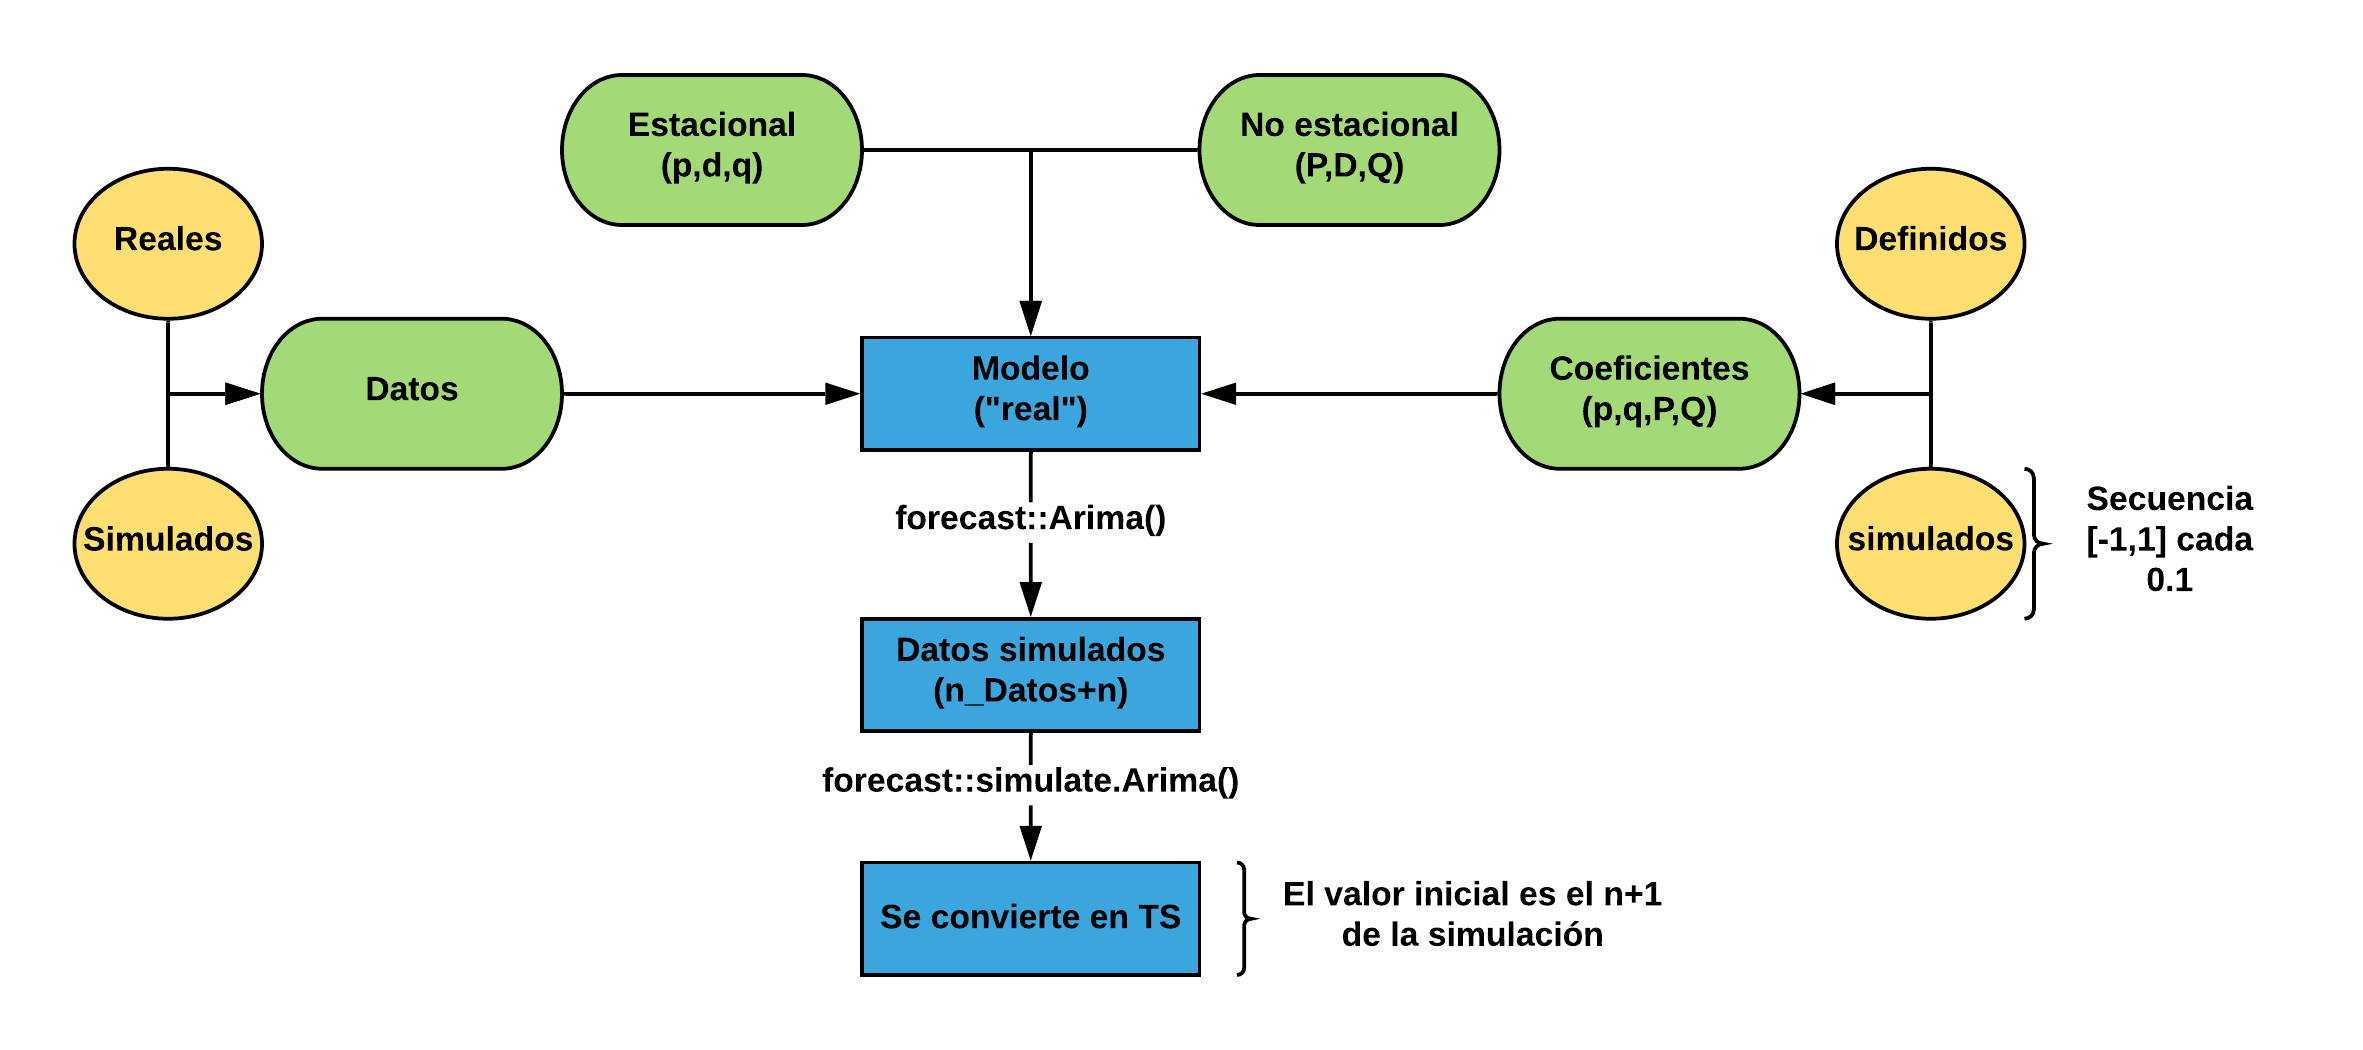 Estacional
(p,d,q)
No estacional
(P,D,Q)
Reales
Definidos
Datos
Modelo
("real")
Coeficientes
(p,q,P,Q)
Simulados
simulados
Secuencia
[-1,1] cada
0.1
forecast::Arima()
Datos simulados
(n_Datos+n)
forecast::simulate.Arima()
Se convierte en TS
El valor inicial es el n+1
de la simulación